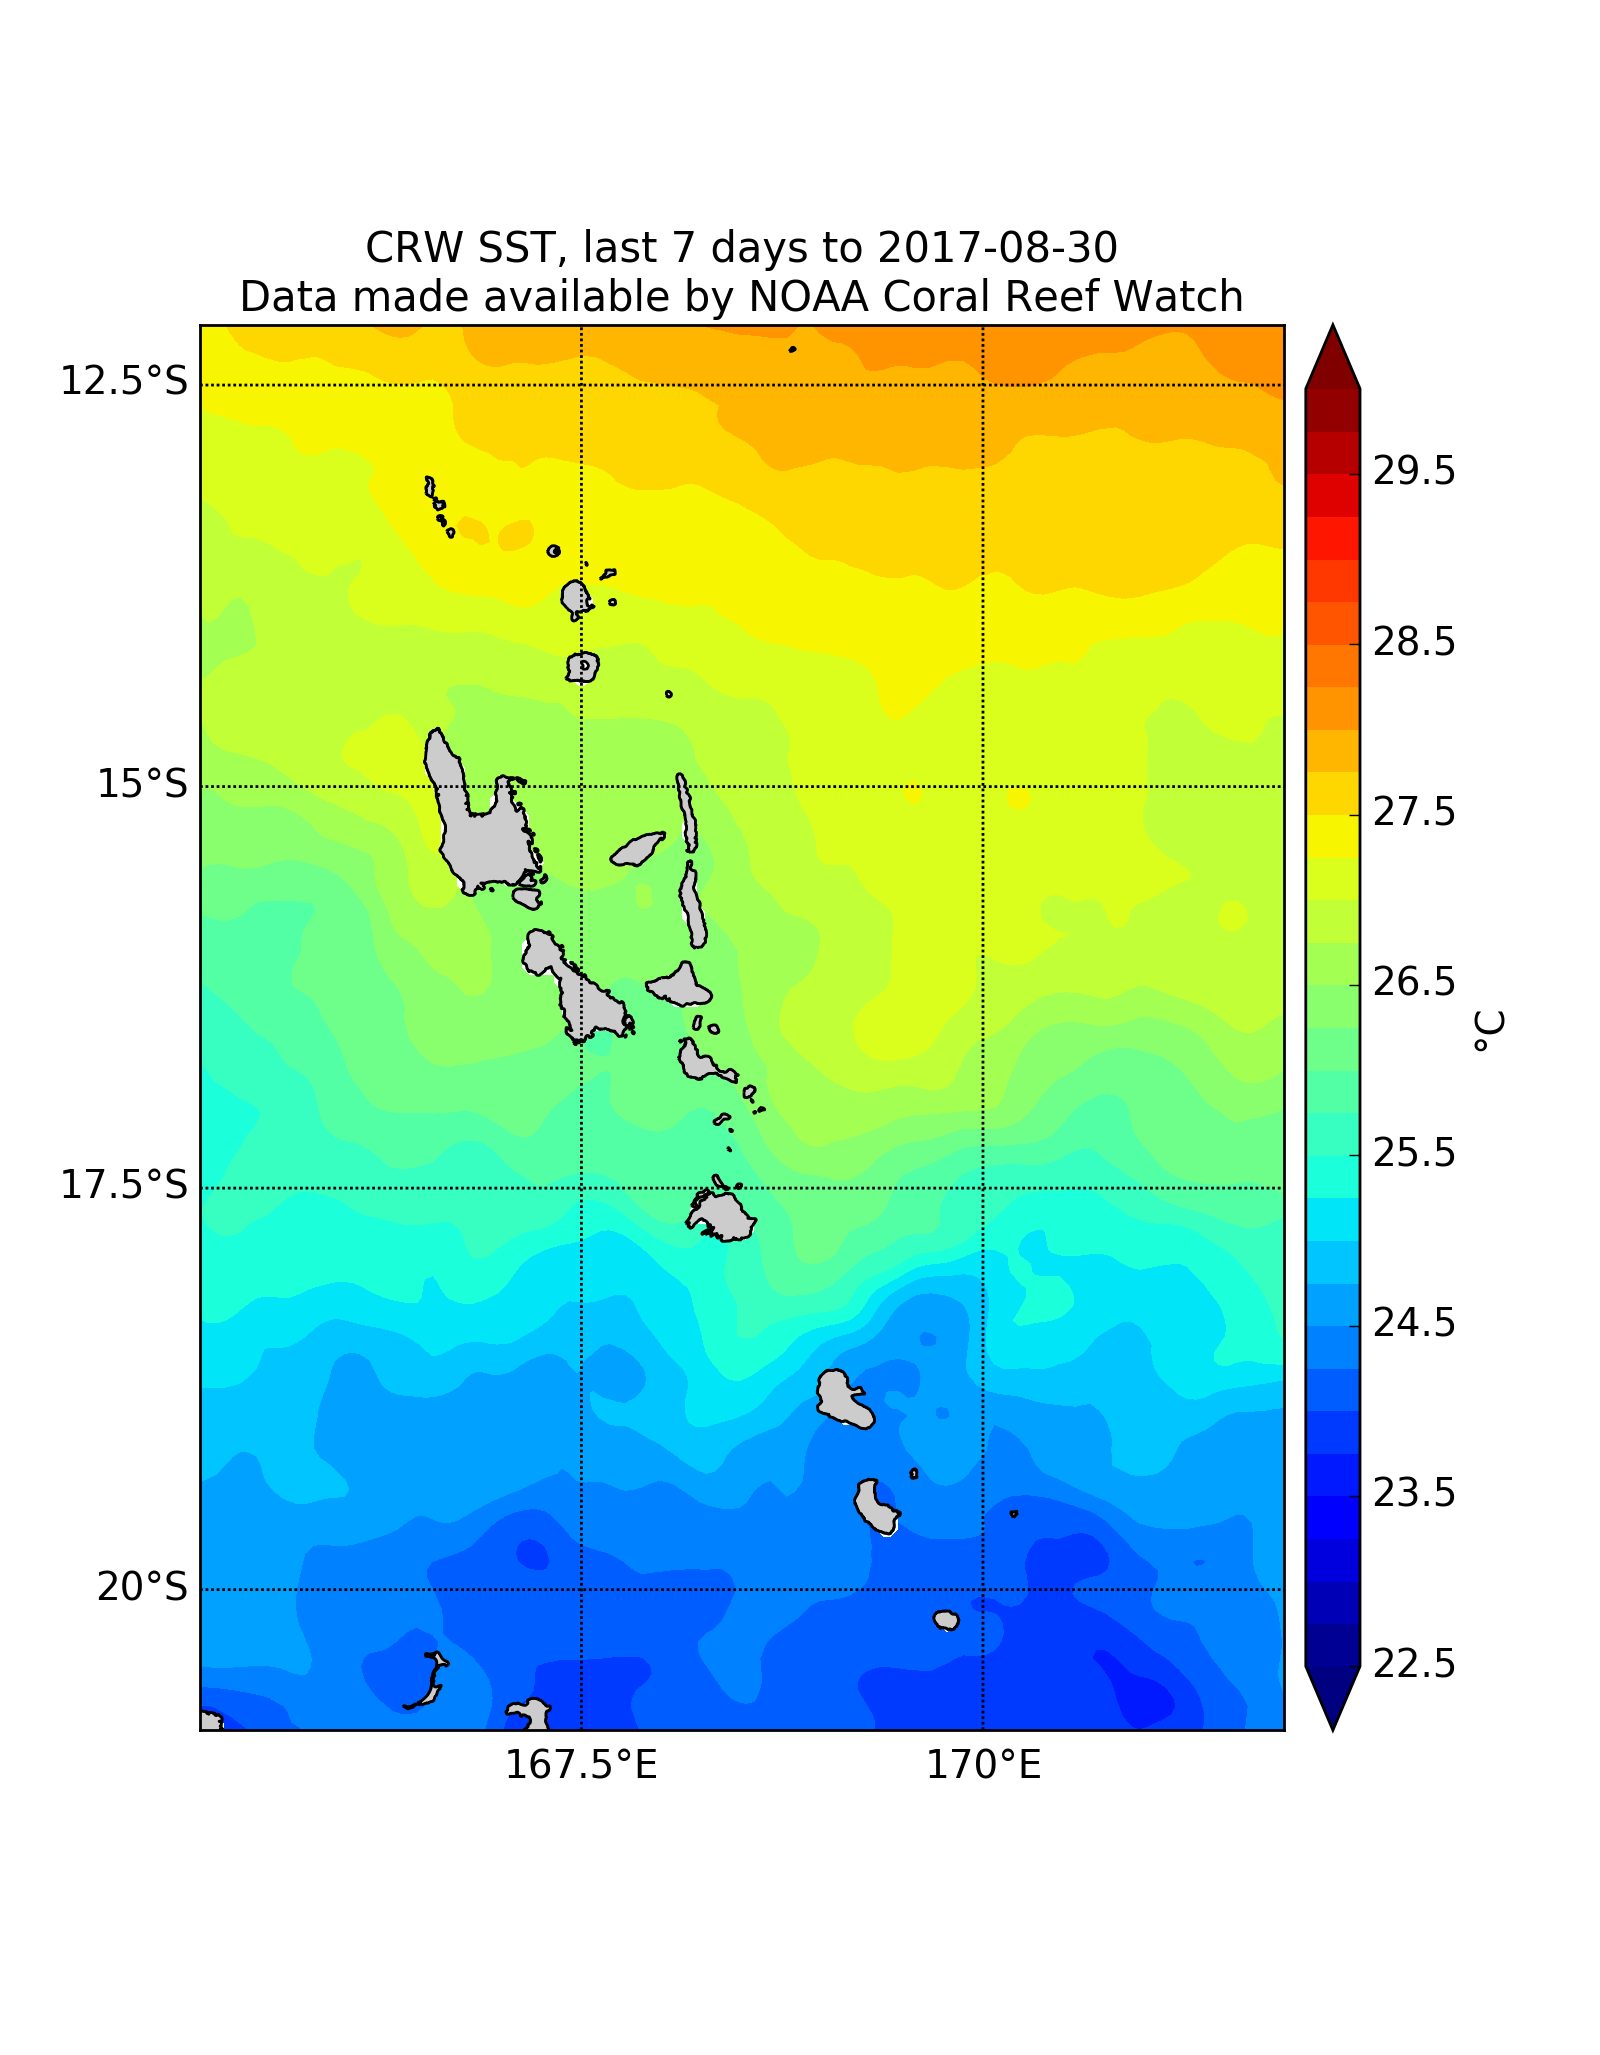 CRW SST, last 7 days to 2017-08-30
Data made available by NOAA Coral Reef Watch
12.5°S
15°S
17.5°S
20°S
167.5°E
170°E
29.5
28.5
27.5
26.5
25.5
24.5
23.5
22.5
°C